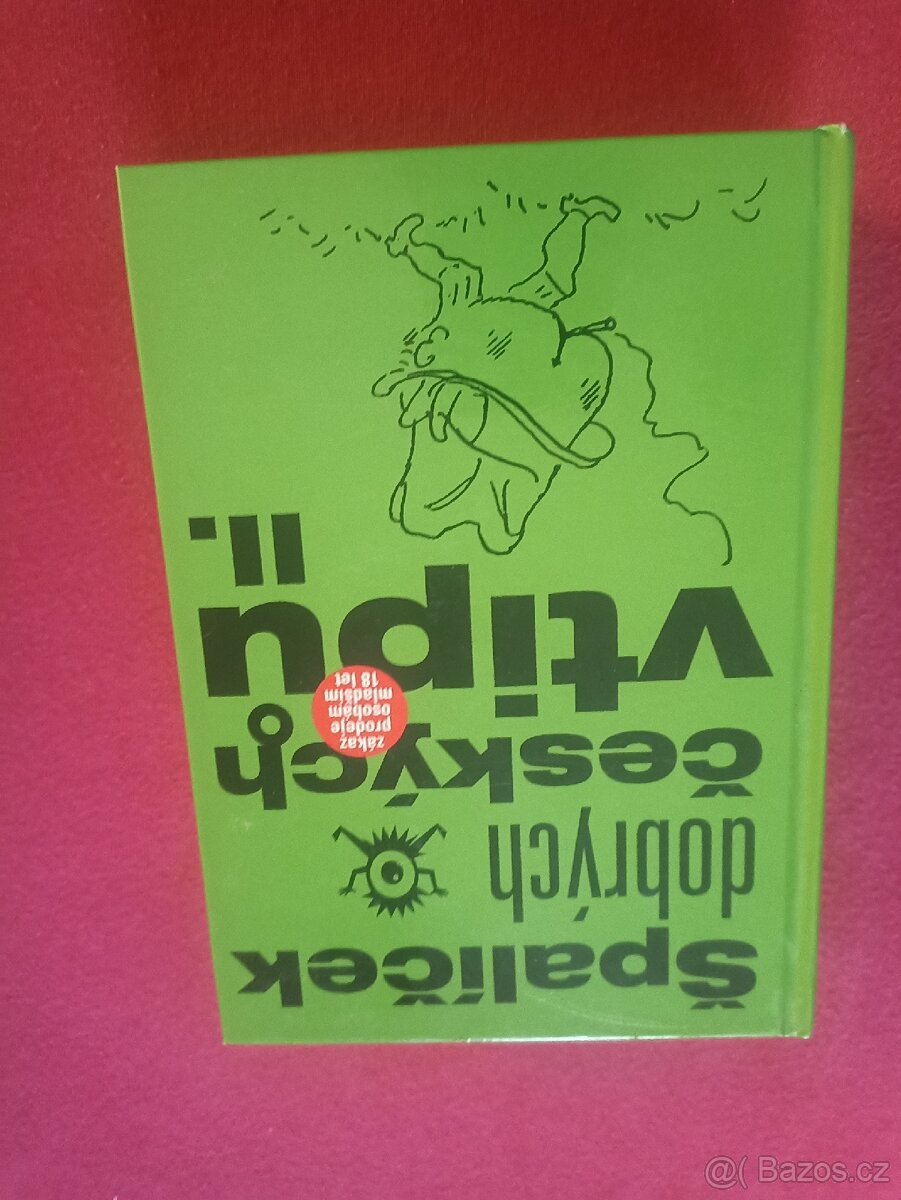 Špalíček
dobrých
českých
vtipů
II.
zákaz
prodeje
osobám
mladším
18 let
@( Bazos.cz